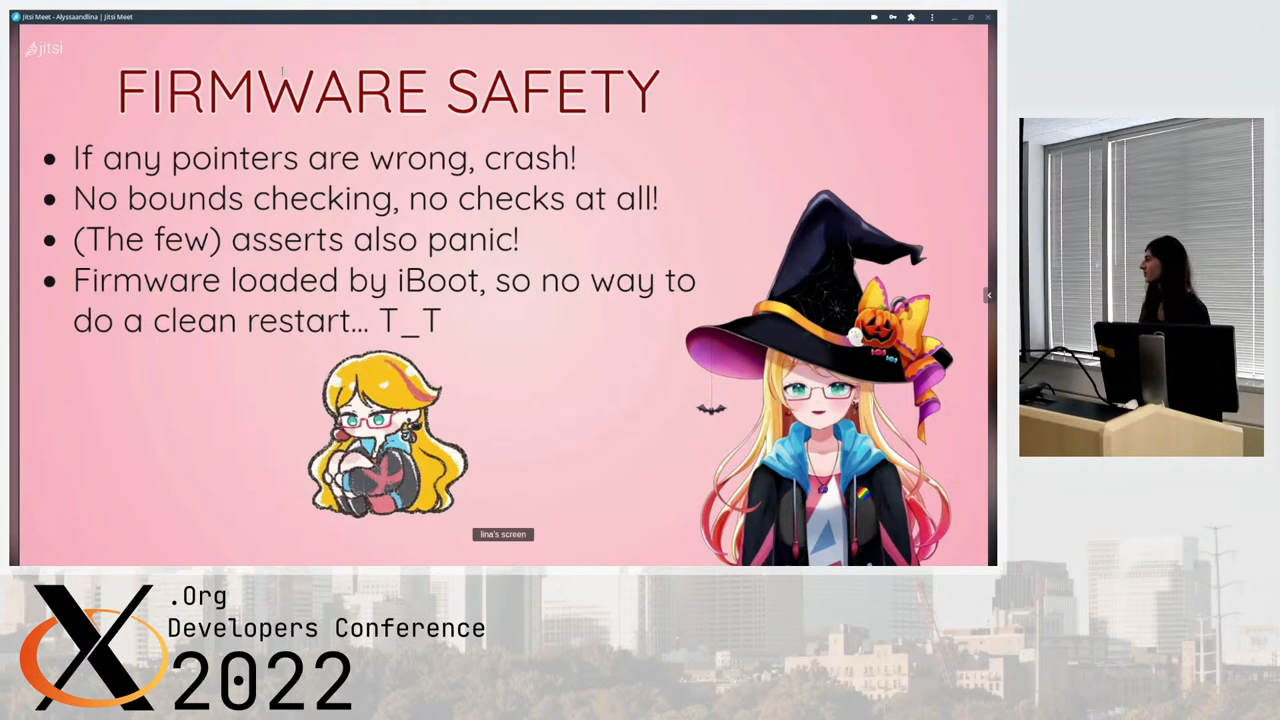 Jitsi Meet - Alyssaandlina | Jitsi Meet
jitsi
FIRMWARE SAFETY
• If any pointers are wrong, crash!
• No bounds checking, no checks at all!
• (The few) asserts also panic!
• Firmware loaded by iBoot, so no way to
do a clean restart... T_T
lina's screen
X.Org
Developers Conference
2022